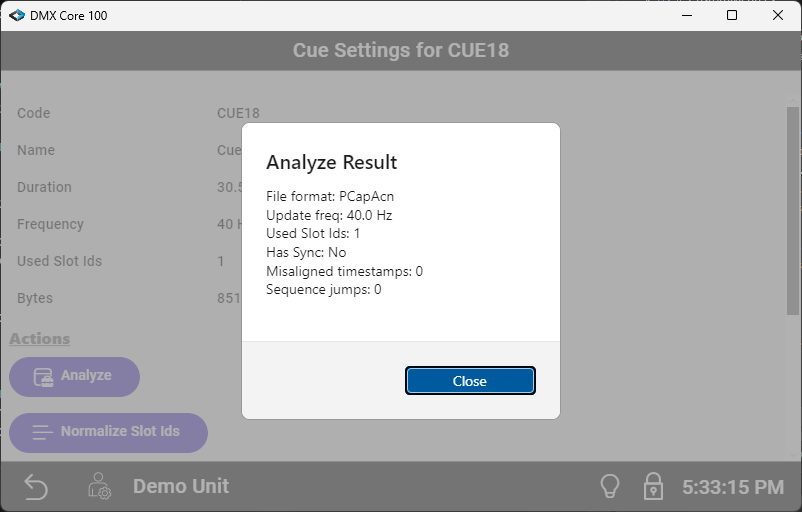 DMX Core 100
Cue Settings for CUE18
Code CUE18
Name Cue
Duration 30.5
Frequency 40 H
Used Slot Ids 1
Bytes 851
Actions
Analyze
Normalize Slot Ids
Analyze Result
File format: PCapAcn
Update freq: 40.0 Hz
Used Slot Ids: 1
Has Sync: No
Misaligned timestamps: 0
Sequence jumps: 0
Close
Demo Unit
5:33:15 PM